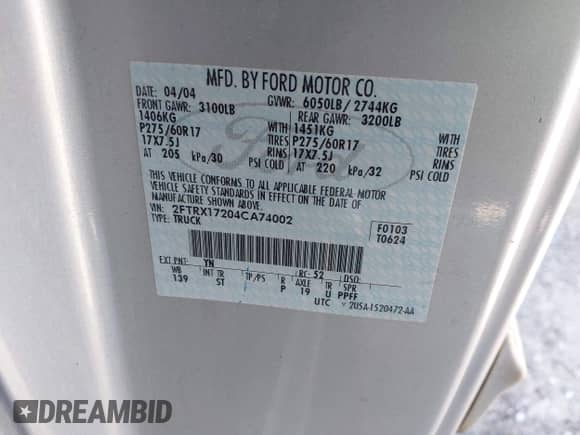 MFD. BY FORD MOTOR CO.
DATE: 04/04 GVWR: 6050LB/ 2744KG
FRONT GAWR: 3100LB REAR GAWR: 3200LB
1406KG WITH 1451KG WITH
P275/60R17 TIRES P275/60R17 TIRES
17X7.5J RIMS 17X7.5J RIMS
AT 205 kPa/30 PSI COLD AT 220 kPa/32 PSI COLD
THIS VEHICLE CONFORMS TO ALL APPLICABLE FEDERAL MOTOR
VEHICLE SAFETY STANDARDS IN EFFECT ON THE DATE OF
MANUFACTURE SHOWN ABOVE.
VIN: 2FTRX17204CA74002
TYPE: TRUCK
F0103
T0624
EXT PNT: YN RC: 52 DSO:
WB INT TR TP/PS R AXLE TR SPR
139 ST P 19 U PPFF
UTC 2U5A-1520472-AA
Ford
DREAMBID